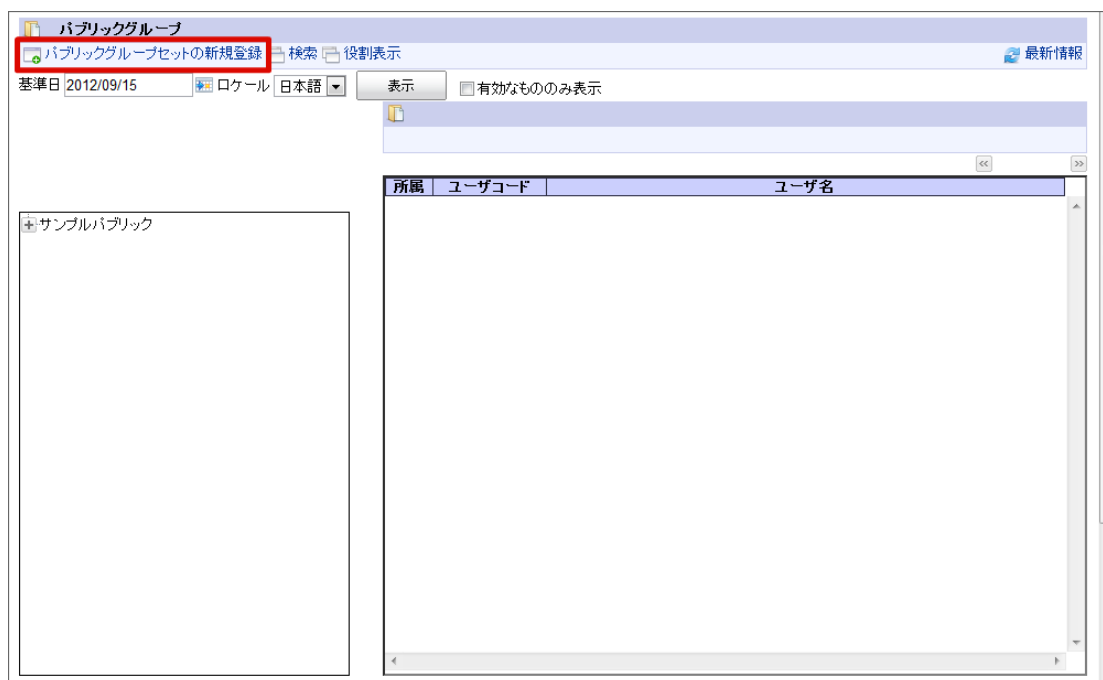 パブリックグループ
パブリックグループセットの新規登録 検索 役割表示 最新情報
基準日 2012/09/15 ロケール 日本語 表示 有効なもののみ表示
所属 ユーザコード ユーザ名
サンプルパブリック